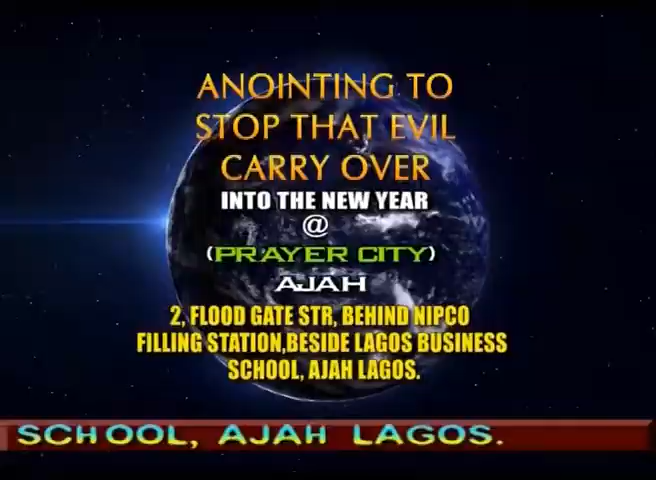 ANOINTING TO
STOP THAT EVIL
CARRY OVER
INTO THE NEW YEAR
@
(PRAYER CITY)
AJAH
2, FLOOD GATE STR, BEHIND NIPCO
FILLING STATION,BESIDE LAGOS BUSINESS
SCHOOL, AJAH LAGOS.
SCHOOL, AJAH LAGOS.